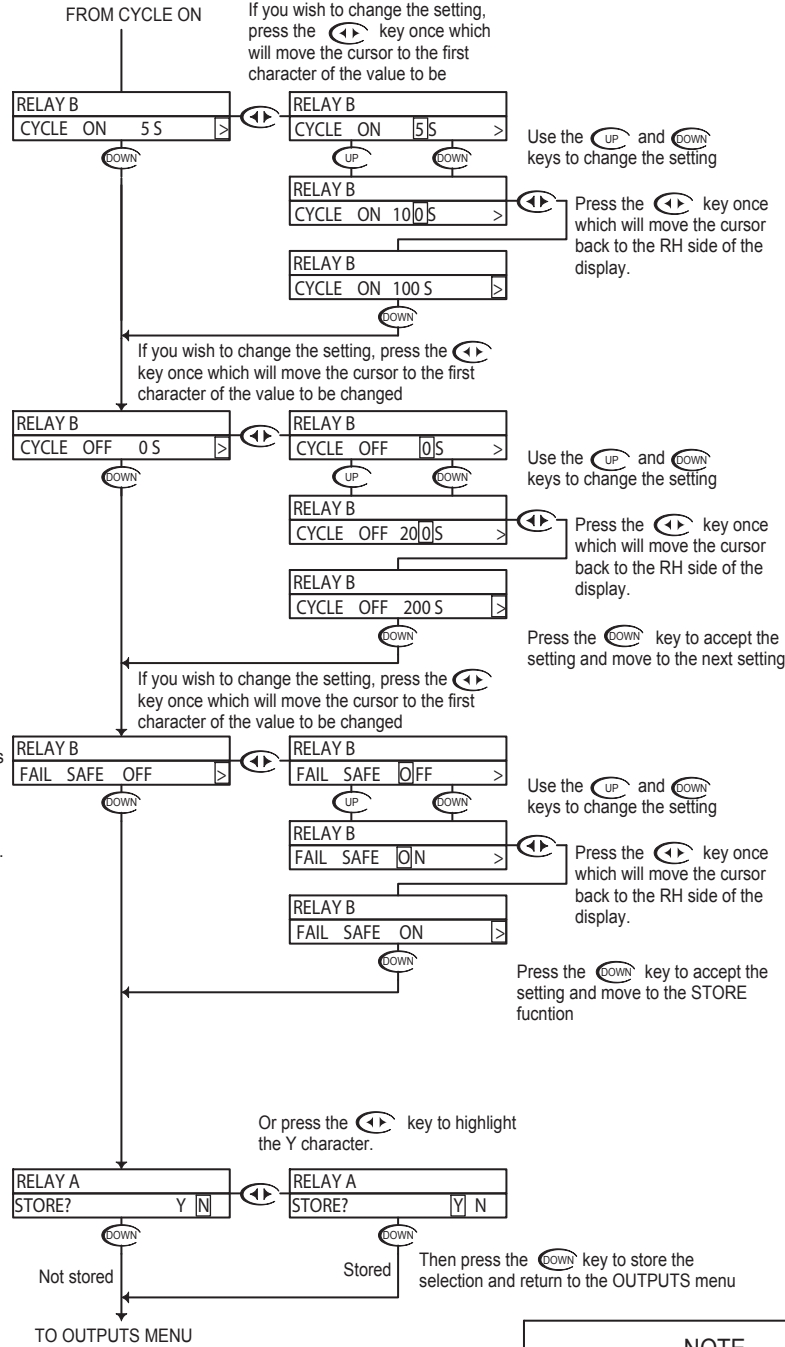 FROM CYCLE ON
If you wish to change the setting,
press the key once which
will move the cursor to the first
character of the value to be
RELAY B
CYCLE ON 5 S >
DOWN
RELAY B
CYCLE ON 5 S >
UP DOWN
Use the UP and DOWN
keys to change the setting
RELAY B
CYCLE ON 100S >
Press the key once
which will move the cursor
back to the RH side of the
display.
RELAY B
CYCLE ON 100 S >
DOWN
If you wish to change the setting, press the
key once which will move the cursor to the first
character of the value to be changed
RELAY B
CYCLE OFF 0 S >
DOWN
RELAY B
CYCLE OFF 0 S >
UP DOWN
Use the UP and DOWN
keys to change the setting
RELAY B
CYCLE OFF 200S >
Press the key once
which will move the cursor
back to the RH side of the
display.
RELAY B
CYCLE OFF 200 S >
DOWN
Press the DOWN key to accept the
setting and move to the next setting
If you wish to change the setting, press the
key once which will move the cursor to the first
character of the value to be changed
s
RELAY B
FAIL SAFE OFF >
DOWN
.
RELAY B
FAIL SAFE OFF >
UP DOWN
Use the UP and DOWN
keys to change the setting
RELAY B
FAIL SAFE ON >
Press the key once
which will move the cursor
back to the RH side of the
display.
RELAY B
FAIL SAFE ON >
DOWN
Press the DOWN key to accept the
setting and move to the STORE
fucntion
Or press the key to highlight
the Y character.
RELAY A
STORE? Y N
DOWN
Not stored
RELAY A
STORE? Y N
DOWN
Stored
Then press the DOWN key to store the
selection and return to the OUTPUTS menu
TO OUTPUTS MENU
NOTE